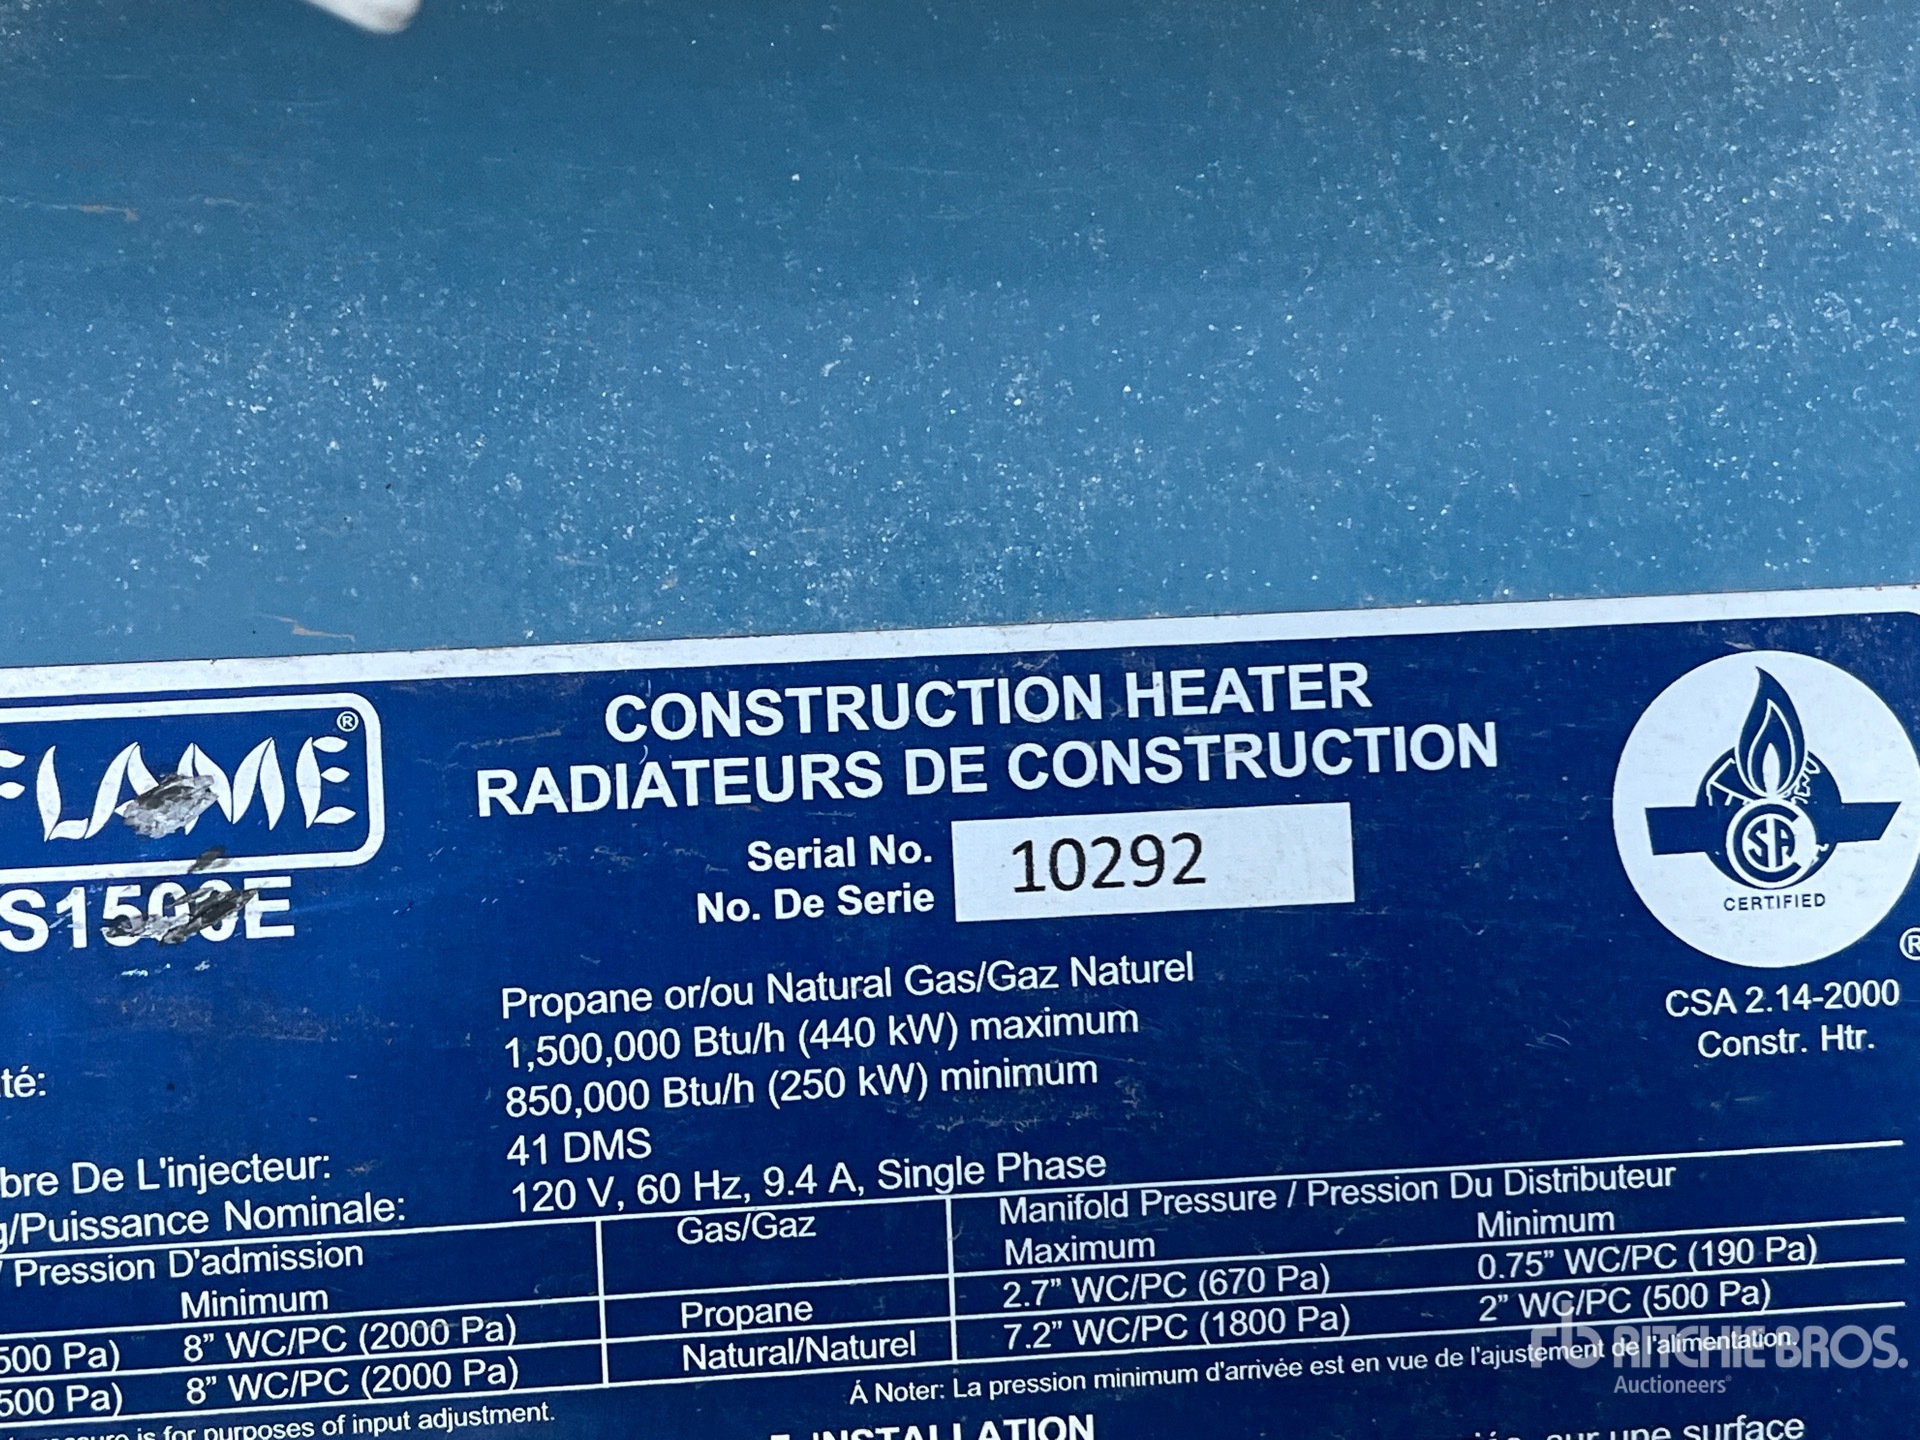 FLAME®
S1500E
CONSTRUCTION HEATER
RADIATEURS DE CONSTRUCTION
Serial No.
No. De Serie
10292
CSA
CERTIFIED
®
CSA 2.14-2000
Constr. Htr.
Propane or/ou Natural Gas/Gaz Naturel
1,500,000 Btu/h (440 kW) maximum
té: 850,000 Btu/h (250 kW) minimum
41 DMS
bre De L'injecteur: 120 V, 60 Hz, 9.4 A, Single Phase
g/Puissance Nominale:
/ Pression D'admission Gas/Gaz Manifold Pressure / Pression Du Distributeur
Minimum Maximum Minimum
500 Pa) 8” WC/PC (2000 Pa) Propane 2.7” WC/PC (670 Pa) 0.75” WC/PC (190 Pa)
500 Pa) 8” WC/PC (2000 Pa) Natural/Naturel 7.2” WC/PC (1800 Pa) 2” WC/PC (500 Pa)
is for purposes of input adjustment. Á Noter: La pression minimum d'arrivée est en vue de l'ajustement de l'alimentation.
INSTALLATION
sur une surface
rb RITCHIE BROS.
Auctioneers®